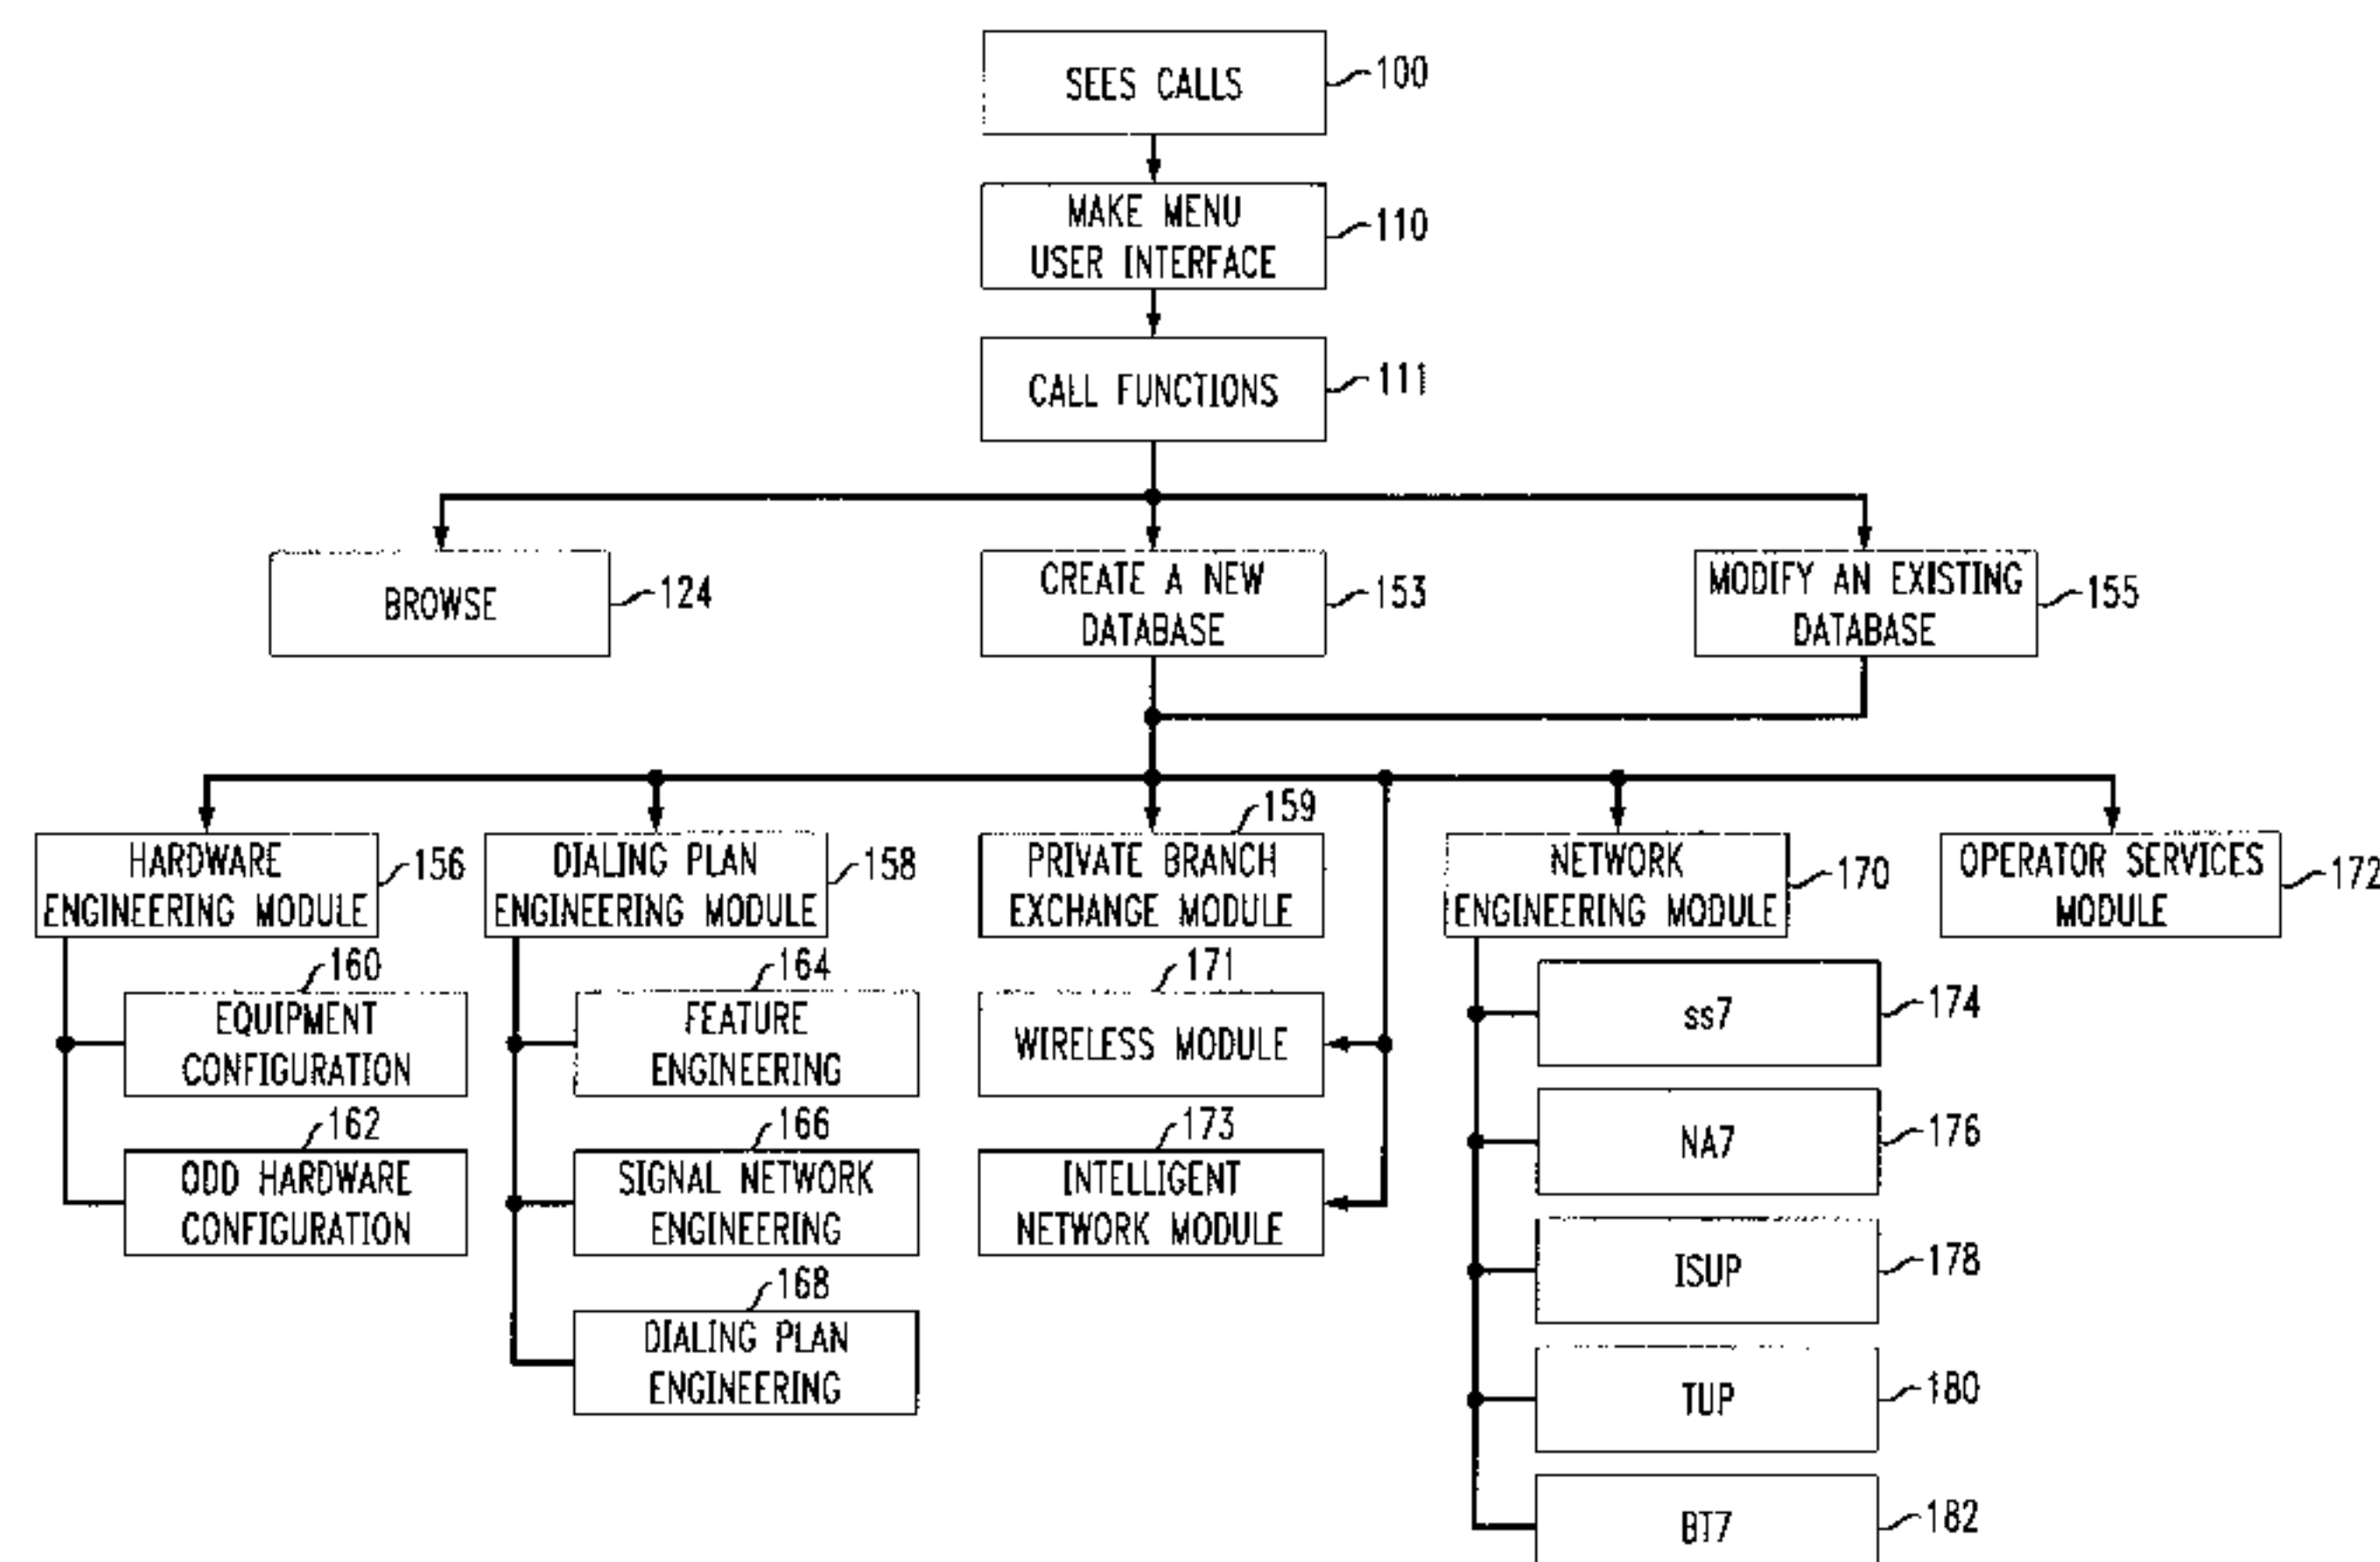 SEES CALLS
100
MAKE MENU
USER INTERFACE
110
CALL FUNCTIONS
111
BROWSE
124
CREATE A NEW
DATABASE
153
MODIFY AN EXISTING
DATABASE
155
HARDWARE
ENGINEERING MODULE
156
DIALING PLAN
ENGINEERING MODULE
158
159
PRIVATE BRANCH
EXCHANGE MODULE
NETWORK
ENGINEERING MODULE
170
OPERATOR SERVICES
MODULE
172
160
EQUIPMENT
CONFIGURATION
162
ODD HARDWARE
CONFIGURATION
164
FEATURE
ENGINEERING
166
SIGNAL NETWORK
ENGINEERING
168
DIALING PLAN
ENGINEERING
171
WIRELESS MODULE
173
INTELLIGENT
NETWORK MODULE
ss7
174
NA7
176
ISUP
178
TUP
180
BT7
182